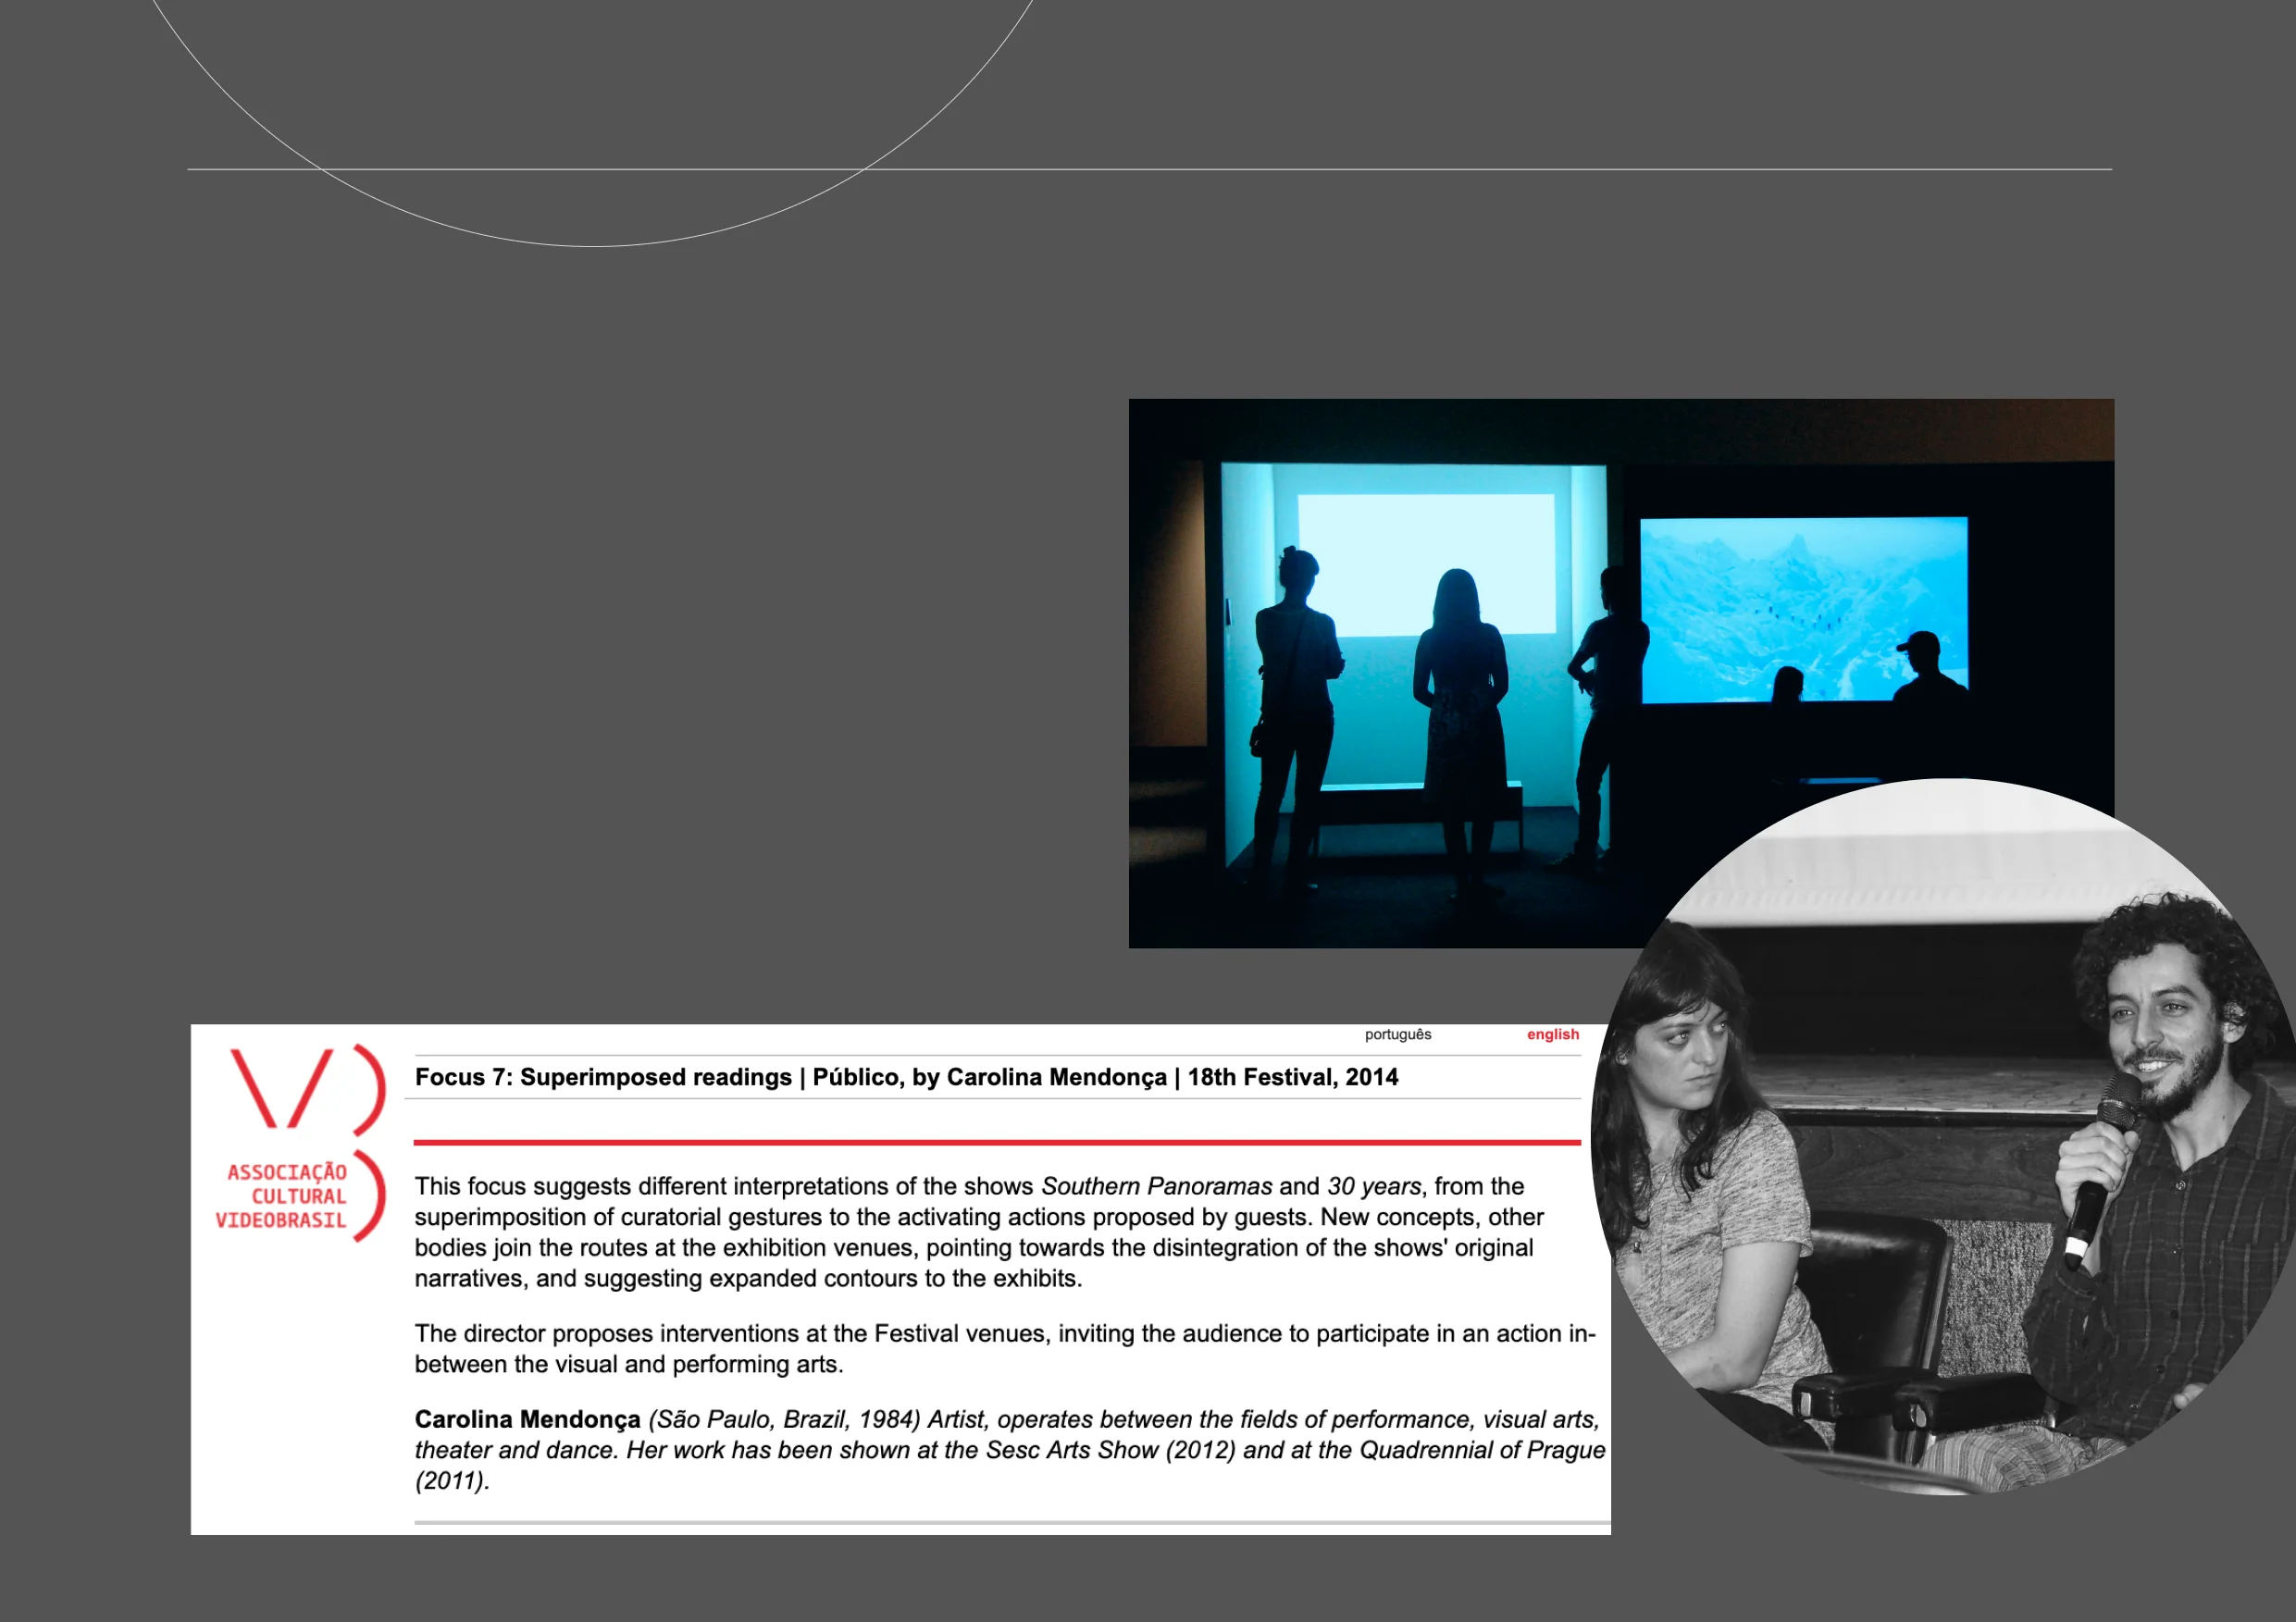 português english
Focus 7: Superimposed readings | Público, by Carolina Mendonça | 18th Festival, 2014
ASSOCIAÇÃO
CULTURAL
VIDEOBRASIL
This focus suggests different interpretations of the shows Southern Panoramas and 30 years, from the
superimposition of curatorial gestures to the activating actions proposed by guests. New concepts, other
bodies join the routes at the exhibition venues, pointing towards the disintegration of the shows' original
narratives, and suggesting expanded contours to the exhibits.
The director proposes interventions at the Festival venues, inviting the audience to participate in an action in-
between the visual and performing arts.
Carolina Mendonça (São Paulo, Brazil, 1984) Artist, operates between the fields of performance, visual arts,
theater and dance. Her work has been shown at the Sesc Arts Show (2012) and at the Quadrennial of Prague
(2011).